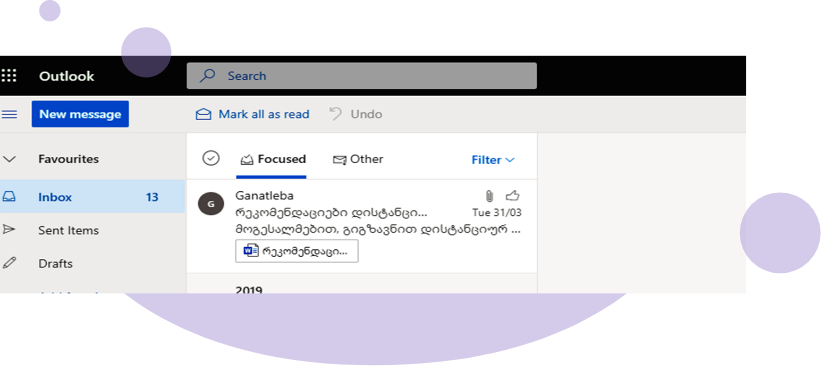 Outlook
Search
New message
Mark all as read
Undo
Favourites
Focused
Other
Filter
Inbox 13
Ganatleba
G
რეკომენდაციები დისტანცი...
Tue 31/03
Sent Items
მოგესალმებით, გიგზავნით დისტანციურ ...
რეკომენდაცი...
Drafts
2019